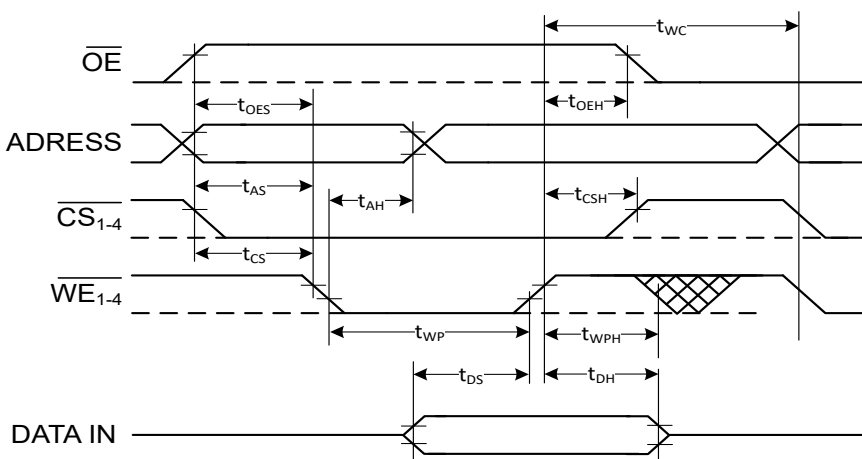 tWC
OE
tOES
tOEH
ADRESS
tAS
tAH
tCSH
CS1-4
tCS
WE1-4
tWP
tWPH
tDS
tDH
DATA IN